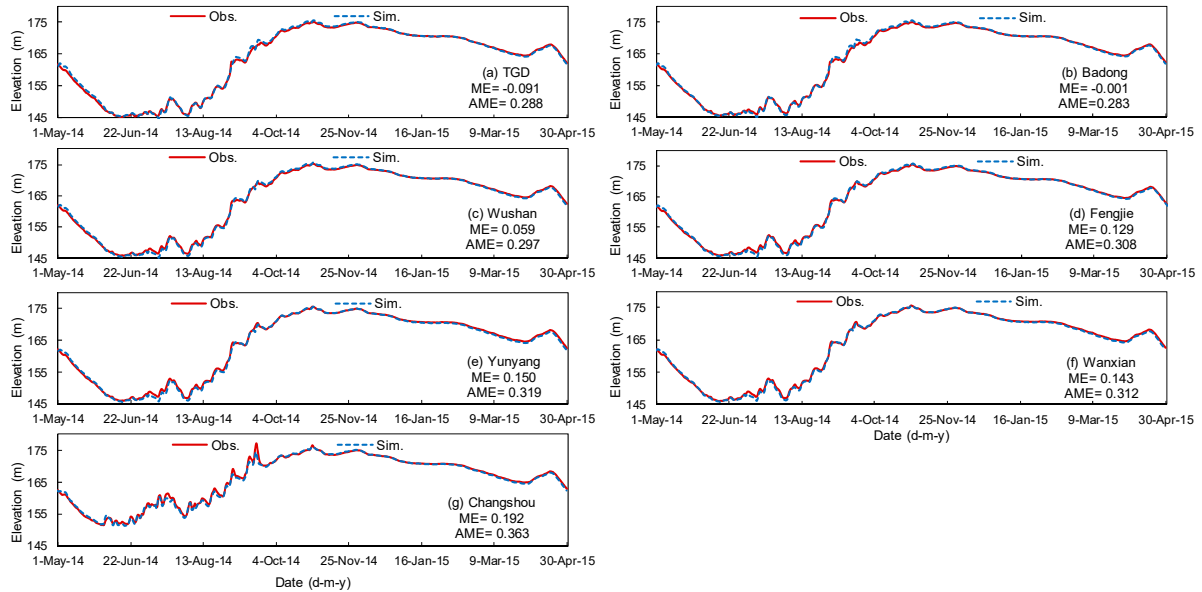 Elevation (m)
175
165
155
145
Obs.
Sim.
(a) TGD
ME= -0.091
AME= 0.288
1-May-14 22-Jun-14 13-Aug-14 4-Oct-14 25-Nov-14 16-Jan-15 9-Mar-15 30-Apr-15
Elevation (m)
175
165
155
145
Obs.
Sim.
(b) Badong
ME= -0.001
AME= 0.283
1-May-14 22-Jun-14 13-Aug-14 4-Oct-14 25-Nov-14 16-Jan-15 9-Mar-15 30-Apr-15
Elevation (m)
175
165
155
145
Obs.
Sim.
(c) Wushan
ME= 0.059
AME= 0.297
1-May-14 22-Jun-14 13-Aug-14 4-Oct-14 25-Nov-14 16-Jan-15 9-Mar-15 30-Apr-15
Elevation (m)
175
165
155
145
Obs.
Sim.
(d) Fengjie
ME= 0.129
AME=0.308
1-May-14 22-Jun-14 13-Aug-14 4-Oct-14 25-Nov-14 16-Jan-15 9-Mar-15 30-Apr-15
Elevation (m)
175
165
155
145
Obs.
Sim.
(e) Yunyang
ME= 0.150
AME= 0.319
1-May-14 22-Jun-14 13-Aug-14 4-Oct-14 25-Nov-14 16-Jan-15 9-Mar-15 30-Apr-15
Elevation (m)
175
165
155
145
Obs.
Sim.
(f) Wanxian
ME= 0.143
AME= 0.312
1-May-14 22-Jun-14 13-Aug-14 4-Oct-14 25-Nov-14 16-Jan-15 9-Mar-15 30-Apr-15
Date (d-m-y)
Elevation (m)
175
165
155
145
Obs.
Sim.
(g) Changshou
ME= 0.192
AME= 0.363
1-May-14 22-Jun-14 13-Aug-14 4-Oct-14 25-Nov-14 16-Jan-15 9-Mar-15 30-Apr-15
Date (d-m-y)